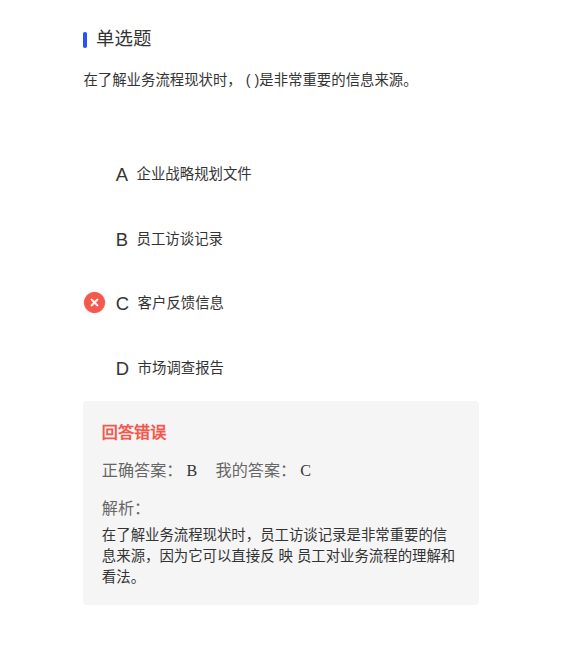 单选题
在了解业务流程现状时， ( )是非常重要的信息来源。
A 企业战略规划文件
B 员工访谈记录
C 客户反馈信息
D 市场调查报告
回答错误
正确答案： B 我的答案： C
解析：
在了解业务流程现状时，员工访谈记录是非常重要的信
息来源，因为它可以直接反 映 员工对业务流程的理解和
看法。